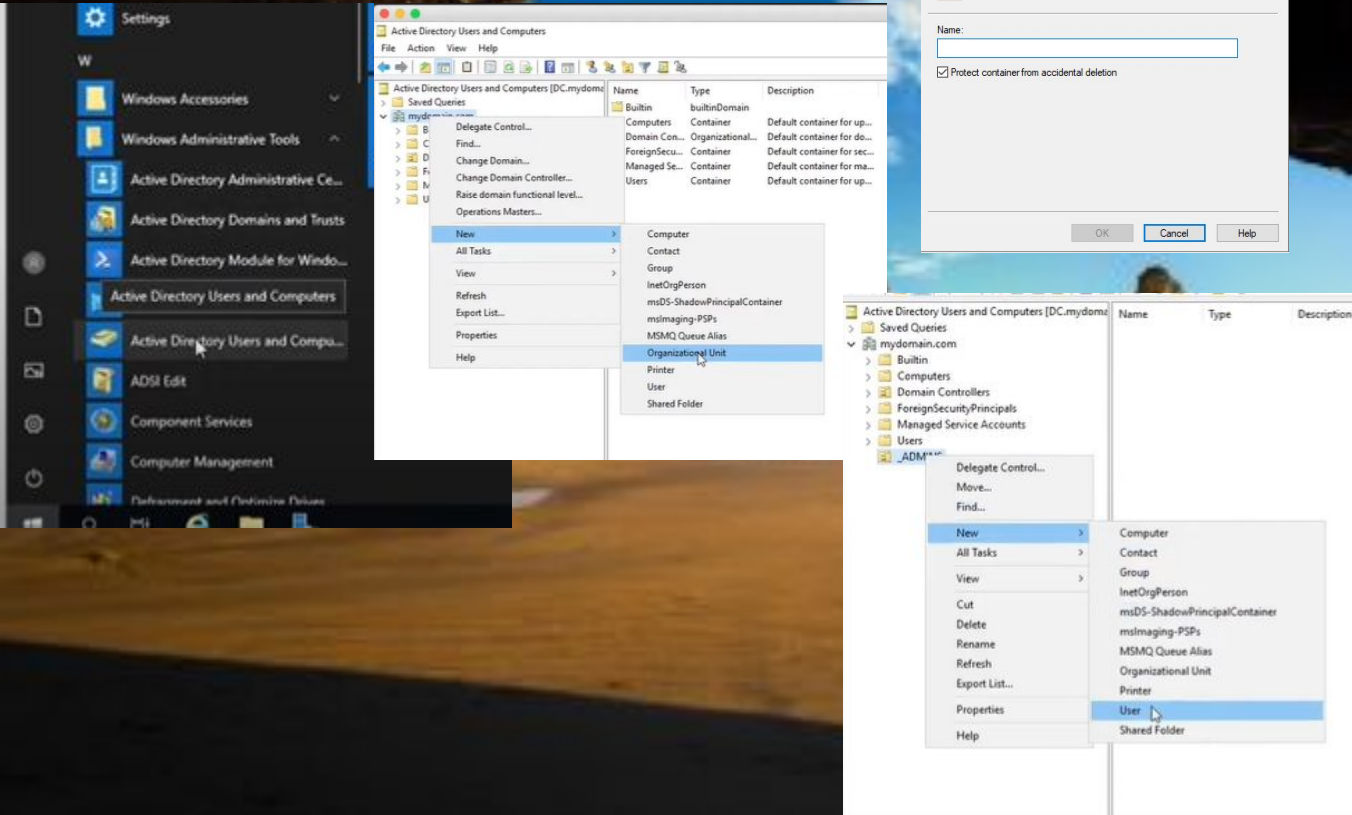 Settings
W
Windows Accessories
Windows Administrative Tools
Active Directory Administrative Ce...
Active Directory Domains and Trusts
Active Directory Module for Windo...
Active Directory Users and Computers
Active Directory Users and Compu...
ADSI Edit
Component Services
Computer Management
Defragment and Optimize Drives
Active Directory Users and Computers
File Action View Help
Active Directory Users and Computers [DC.mydoma
Saved Queries
mydomain.com
B
C
D
F
M
U
Name Type Description
Builtin builtinDomain
Computers Container Default container for up...
Domain Con... Organizational... Default container for do...
ForeignSecu... Container Default container for sec...
Managed Se... Container Default container for ma...
Users Container Default container for up...
Delegate Control...
Find...
Change Domain...
Change Domain Controller...
Raise domain functional level...
Operations Masters...
New
All Tasks
View
Refresh
Export List...
Properties
Help
Computer
Contact
Group
InetOrgPerson
msDS-ShadowPrincipalContainer
msImaging-PSPs
MSMQ Queue Alias
Organizational Unit
Printer
User
Shared Folder
Name:
Protect container from accidental deletion
OK Cancel Help
Active Directory Users and Computers [DC.mydoma
Saved Queries
mydomain.com
Builtin
Computers
Domain Controllers
ForeignSecurityPrincipals
Managed Service Accounts
Users
_ADMINS
Name Type Description
Delegate Control...
Move...
Find...
New
All Tasks
View
Cut
Delete
Rename
Refresh
Export List...
Properties
Help
Computer
Contact
Group
InetOrgPerson
msDS-ShadowPrincipalContainer
msImaging-PSPs
MSMQ Queue Alias
Organizational Unit
Printer
User
Shared Folder